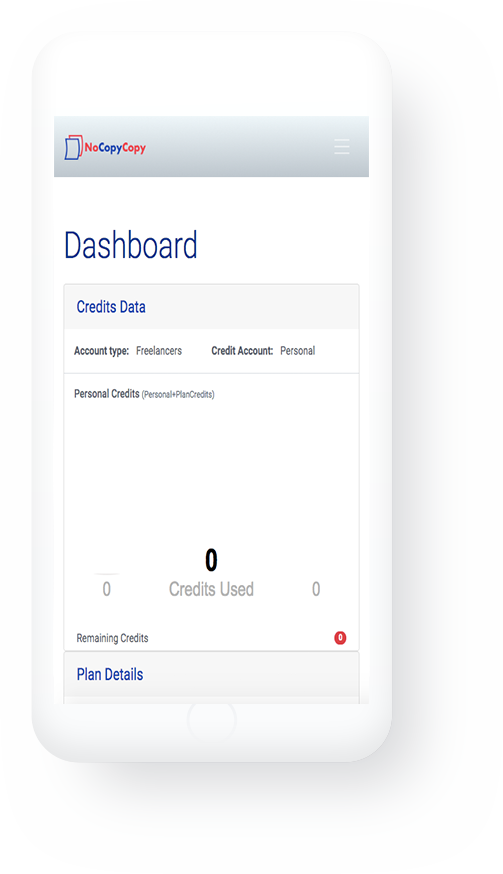 NoCopyCopy
Dashboard
Credits Data
Account type: Freelancers Credit Account: Personal
Personal Credits (Personal+PlanCredits)
0
0 Credits Used 0
Remaining Credits 0
Plan Details